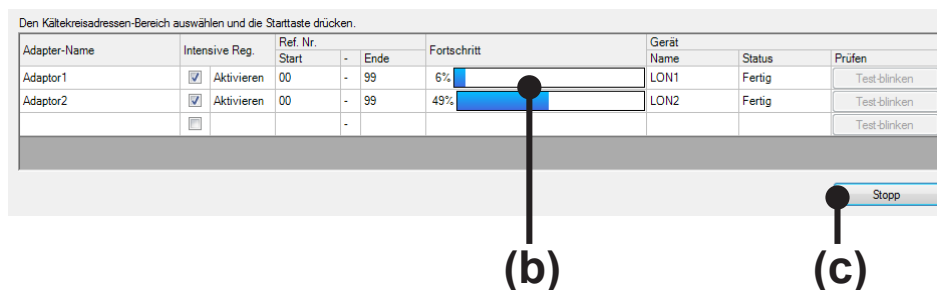 Den Kältekreisadressen-Bereich auswählen und die Starttaste drücken.
Adapter-Name Intensive Reg. Ref. Nr. Fortschritt Gerät
Start - Ende Name Status Prüfen
Adaptor1 Aktivieren 00 - 99 6% LON1 Fertig Test-blinken
Adaptor2 Aktivieren 00 - 99 49% LON2 Fertig Test-blinken
- Test-blinken
Stopp
(b) (c)